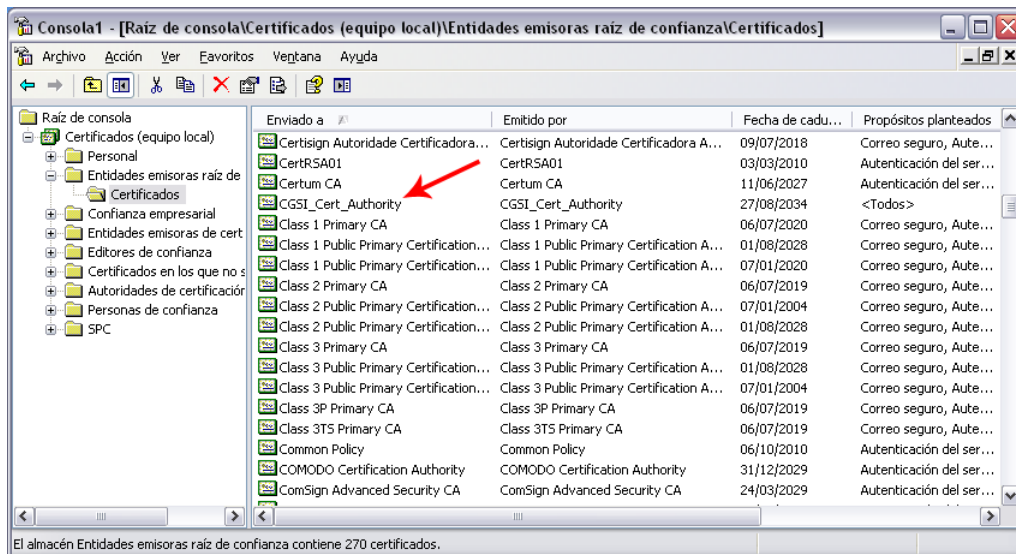 Consola1 - [Raíz de consola\Certificados (equipo local)\Entidades emisoras raíz de confianza\Certificados]
Archivo Acción Ver Favoritos Ventana Ayuda
Raíz de consola
Certificados (equipo local)
Personal
Entidades emisoras raíz de
Certificados
Confianza empresarial
Entidades emisoras de cert
Editores de confianza
Certificados en los que no s
Autoridades de certificación
Personas de confianza
SPC
Enviado a Emitido por Fecha de cadu... Propósitos planteados
Certisign Autoridade Certificadora... Certisign Autoridade Certificadora A... 09/07/2018 Correo seguro, Aute...
CertRSA01 CertRSA01 03/03/2010 Autenticación del ser...
Certum CA Certum CA 11/06/2027 Autenticación del ser...
CGSI_Cert_Authority CGSI_Cert_Authority 27/08/2034 <Todos>
Class 1 Primary CA Class 1 Primary CA 06/07/2020 Correo seguro, Aute...
Class 1 Public Primary Certification... Class 1 Public Primary Certification A... 01/08/2028 Correo seguro, Aute...
Class 1 Public Primary Certification... Class 1 Public Primary Certification A... 07/01/2020 Correo seguro, Aute...
Class 2 Primary CA Class 2 Primary CA 06/07/2019 Correo seguro, Aute...
Class 2 Public Primary Certification... Class 2 Public Primary Certification A... 07/01/2004 Correo seguro, Aute...
Class 2 Public Primary Certification... Class 2 Public Primary Certification A... 01/08/2028 Correo seguro, Aute...
Class 3 Primary CA Class 3 Primary CA 06/07/2019 Correo seguro, Aute...
Class 3 Public Primary Certification... Class 3 Public Primary Certification A... 01/08/2028 Correo seguro, Aute...
Class 3 Public Primary Certification... Class 3 Public Primary Certification A... 07/01/2004 Correo seguro, Aute...
Class 3P Primary CA Class 3P Primary CA 06/07/2019 Correo seguro, Aute...
Class 3TS Primary CA Class 3TS Primary CA 06/07/2019 Correo seguro, Aute...
Common Policy Common Policy 06/10/2010 Autenticación del ser...
COMODO Certification Authority COMODO Certification Authority 31/12/2029 Autenticación del ser...
ComSign Advanced Security CA ComSign Advanced Security CA 24/03/2029 Autenticación del ser...
El almacén Entidades emisoras raíz de confianza contiene 270 certificados.